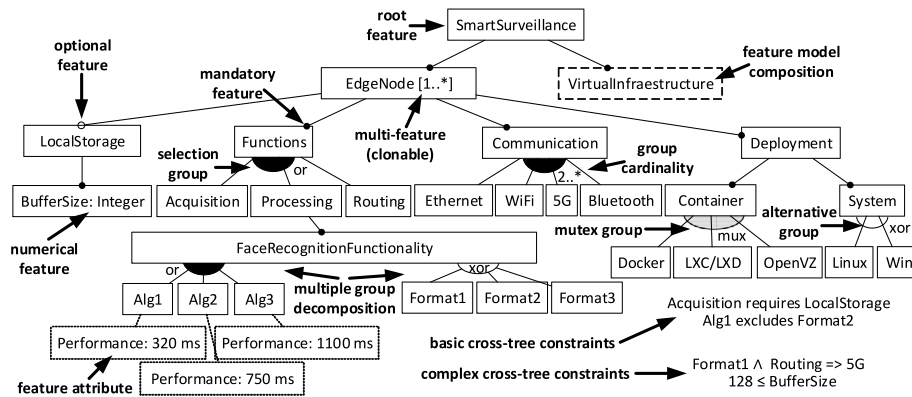 root
feature
SmartSurveillance
optional
feature
mandatory
feature
EdgeNode [1..*]
VirtualInfraestructure
feature model
composition
LocalStorage
Functions
multi-feature
(clonable)
Communication
Deployment
selection
group
or
group
cardinality
2..*
BufferSize: Integer
Acquisition
Processing
Routing
Ethernet
WiFi
5G
Bluetooth
Container
System
alternative
group
xor
mutex group
mux
numerical
feature
FaceRecognitionFunctionality
or
xor
Docker
LXC/LXD
OpenVZ
Linux
Win
Alg1
Alg2
Alg3
multiple group
decomposition
Format1
Format2
Format3
Performance: 320 ms
Performance: 1100 ms
Performance: 750 ms
feature attribute
basic cross-tree constraints
Acquisition requires LocalStorage
Alg1 excludes Format2
complex cross-tree constraints
Format1 ∧ Routing => 5G
128 ≤ BufferSize